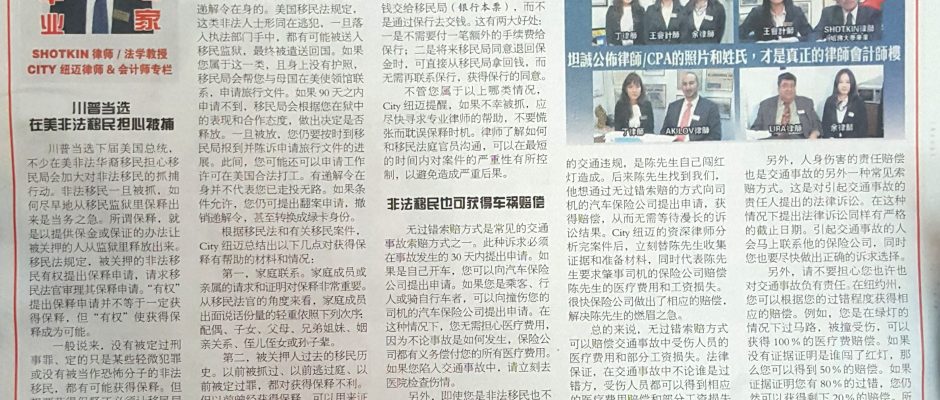 业 家
SHOTKIN 律师 / 法学教授
CITY 纽迈律师 & 会计师专栏
川普当选
在美非法移民担心被捕
川普当选下届美国总统，
不少在美非法华裔移民担心移
民局会加大对非法移民的抓捕
行动。非法移民一旦被抓，如
何尽早地从移民监狱里保释出
来是当务之急。所谓保释，就
是以提供保金或保证的办法让
被关押的人从监狱里释放出来。
移民法规定，被关押的非法移
民有权提出保释申请，请求移
民法官审理其保释申请。“有权”
提出保释申请并不等于一定获
得保释，但“有权”使获得保
释成为可能。
一般说来，没有被定过刑
事罪、定的只是某些轻微犯罪
或没有被当作恐怖分子的非法
移民，都有可能获得保释。但
递解令在身的。美国移民法规定，
这类非法人士形同在逃犯，一旦落
入执法部门手中，都有可能被送入
移民监狱，最终被遣送回国。如果
您属于这一类，且身上没有护照，
移民局会帮您与母国在美使领馆联
系，申请旅行文件。如果 90 天之内
申请不到，移民局会根据您在狱中
的表现和合作态度，做出决定是否
释放。一旦被放，您仍要按时到移
民局报到并陈诉申请旅行文件的进
展。此间，您可能还可以申请工作
许可在美国合法打工。有递解令在
身并不代表您已走投无路。如果条
件允许，您仍可提出翻案申请，撤
销递解令，甚至转换成绿卡身份。
根据移民法和有关移民案件，
City 纽迈总结出以下几点对获得保
释有帮助的材料和情况：
第一，家庭联系。家庭成员或
亲属的请求和证明对保释非常重要。
从移民法官的角度来看，家庭成员
出面说话份量的轻重依照下列次序：
配偶、子女、父母、兄弟姐妹、姻
亲关系、侄儿侄女或孙子辈。
第二，被关押人过去的移民历
史。以前被抓过、以前逃过庭、以
前被定过罪，都对获得保释不利。
但以前曾经获得保释，可以用来证
钱交给移民局（银行本票），而不
是通过保行去交钱。这有两大好处：
一是不需要付一笔额外的手续费给
保行；二是将来移民局同意退回保
金时，可直接从移民局拿回钱，而
无需再联系保行，获得保行的同意。
不管您属于以上哪类情况，
City 纽迈提醒，如果不幸被抓，应
尽快寻求专业律师的帮助，不要慌
张而耽误保释时机。律师了解如何
和移民法庭官员沟通，可以在最短
的时间内对案件的严重性有所控
制，以避免造成严重后果。
非法移民也可获得车祸赔偿
无过错索赔方式是常见的交通
事故索赔方式之一。此种诉求必须
在事故发生的 30 天内提出申请。如
果是自己开车，您可以向汽车保险
公司提出申请。如果您是乘客、行
人或骑自行车者，可以向撞伤您的
司机的汽车保险公司提出申请。在
这种情况下，您无需担心医疗费用，
因为不论事故是如何发生，保险公
司都有义务偿付您的所有医疗费用。
如果您陷入交通事故中，请立刻去
医院检查伤情。
另外，即使您是非法移民也不
丁律師 王會計師 余律師
王會計師
坦誠公佈律師/CPA的照片和姓氏，才是真正的律師會計師樓
丁律師 AKILOV律師
LIRA律師 余律師
的交通违规，是陈先生自己闯红
灯造成。后来陈先生找到我们，
他想通过无过错索赔的方式向司
机的汽车保险公司提出申请，获
得赔偿，从而无需等待漫长的诉
讼结果。City 纽迈的资深律师分
析完案件后，立刻替陈先生收集
证据和准备材料，同时代表陈先
生要求肇事司机的保险公司赔偿
陈先生的医疗费用和工资损失。
很快保险公司做出了相应的赔偿，
解决陈先生的燃眉之急。
总的来说，无过错索赔方式
可以赔偿交通事故中受伤人员的
医疗费用和部分工资损失。法律
保证，在交通事故中不论谁是过
错方，受伤人员都可以得到相应
的医疗费赔偿和部分工资损失
另外，人身伤害的责任赔偿
也是交通事故的另外一种常见索
赔方式。这是对引起交通事故的
责任人提出的法律诉讼。在这种
情况下提出法律诉讼同样有严格
的截止日期。引起交通事故的人
会马上联系他的保险公司，同时
您也要尽快做出正确的诉求选择。
另外，请不要担心您也许也
对交通事故负有责任。在纽约州，
您可以根据您的过错程度获得相
应的赔偿。例如，您是在绿灯的
情况下过马路，被撞受伤，可以
获得 100％的医疗赔偿。如果
没有证据证明是谁闯了红灯，那
么您可以得到 50％的赔偿。如果
证据证明您有 80％的过错，您仍
然可以获得剩下 20％的赔偿。所